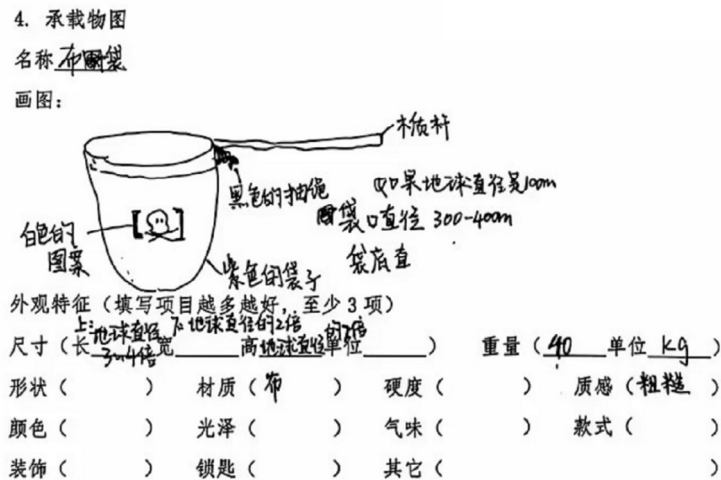 4. 承载物图
名称 布袋
画图：
木质杆
黑色的抽绳
如果地球直径是100m
袋口直径 300-400m
白色的图案
袋底直
紫色的袋子
外观特征（填写项目越多越好，至少 3 项）
上：地球直径3~4倍 下：地球直径的2倍 地球直径的2倍
尺寸（长 宽 高 单位 ） 重量（40 单位 kg）
形状（ ） 材质（布 ） 硬度（ ） 质感（粗糙 ）
颜色（ ） 光泽（ ） 气味（ ） 款式（ ）
装饰（ ） 锁匙（ ） 其它（ ）